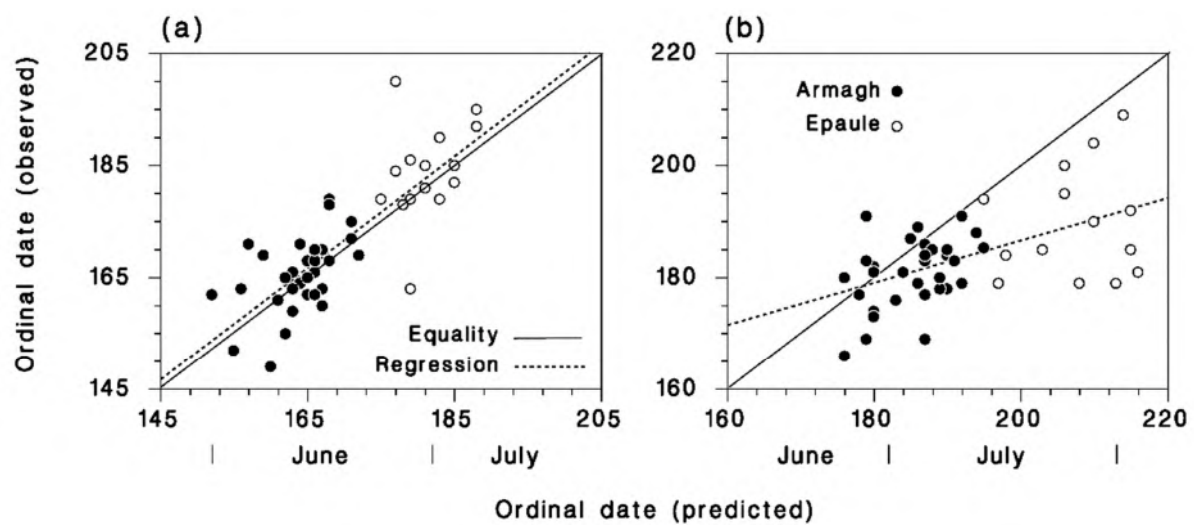 (a)
(b)
Ordinal date (observed)
205
185
165
145
Equality
Regression
145 165 185 205
June July
220
200
180
160
Armagh
Epaule
160 180 200 220
June July
Ordinal date (predicted)